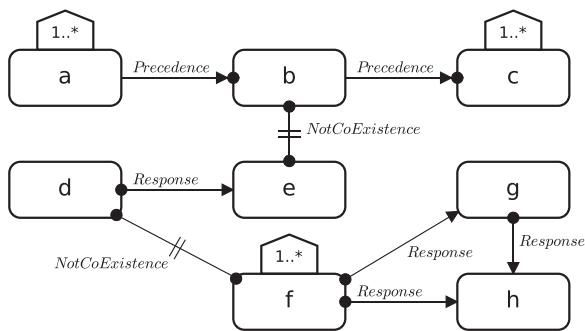 1..*
1..*
a
Precedence
b
Precedence
c
NotCoExistence
d
Response
e
g
NotCoExistence
1..*
Response
Response
f
Response
h